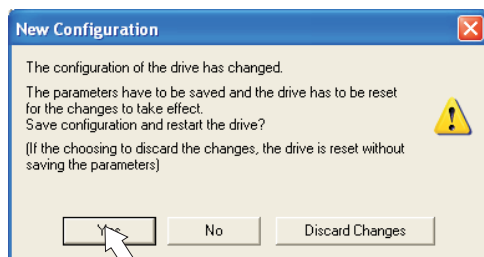 New Configuration
The configuration of the drive has changed.
The parameters have to be saved and the drive has to be reset
for the changes to take effect.
Save configuration and restart the drive?
(If the choosing to discard the changes, the drive is reset without
saving the parameters)
Yes No Discard Changes